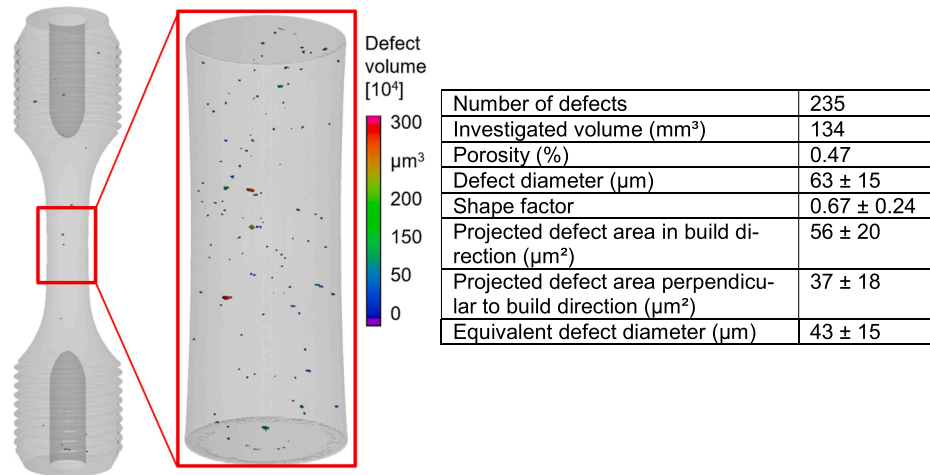 Defect
volume
[10⁴]
300
µm³
200
150
50
0
Number of defects 235
Investigated volume (mm³) 134
Porosity (%) 0.47
Defect diameter (µm) 63 ± 15
Shape factor 0.67 ± 0.24
Projected defect area in build di- 56 ± 20
rection (µm²)
Projected defect area perpendicu- 37 ± 18
lar to build direction (µm²)
Equivalent defect diameter (µm) 43 ± 15